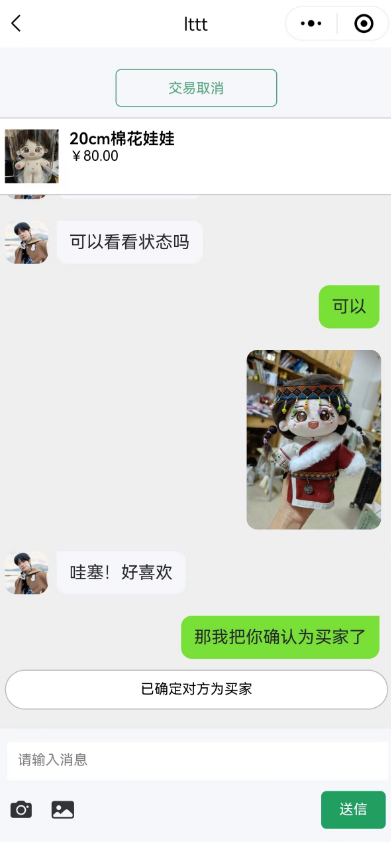 lttt
交易取消
20cm棉花娃娃
￥80.00
可以看看状态吗
可以
哇塞！好喜欢
那我把你确认为买家了
已确定对方为买家
请输入消息
送信